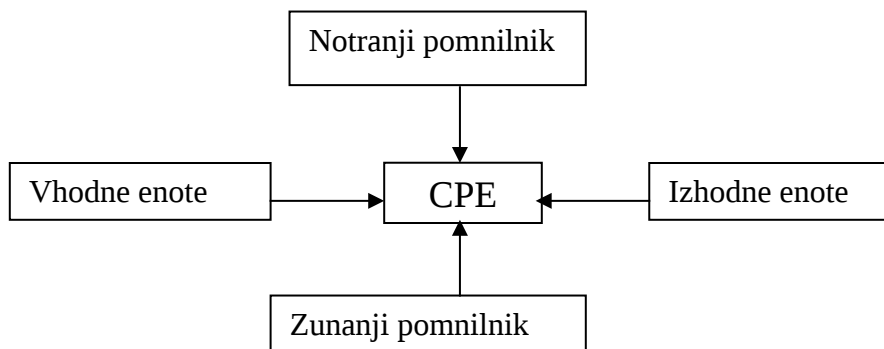 Notranji pomnilnik
Vhodne enote
CPE
Izhodne enote
Zunanji pomnilnik